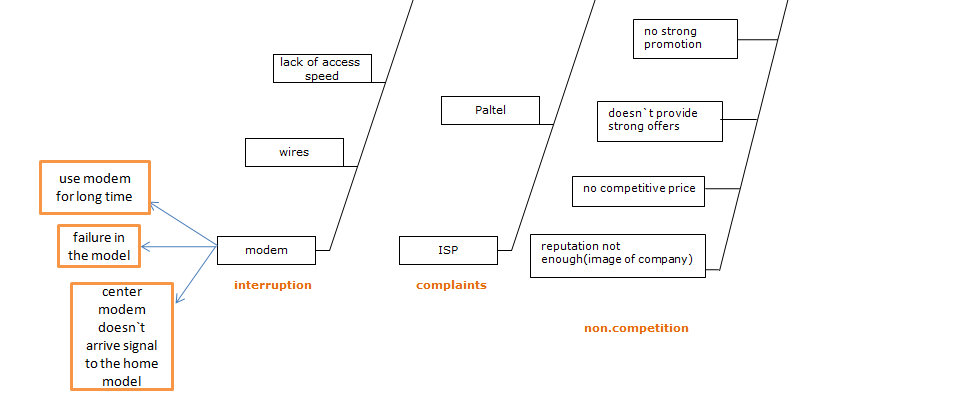 lack of access
speed
wires
modem
use modem
for long time
failure in
the model
center
modem
doesn`t
arrive signal
to the home
model
interruption
Paltel
ISP
complaints
no strong
promotion
doesn`t provide
strong offers
no competitive price
reputation not
enough(image of company)
non.competition